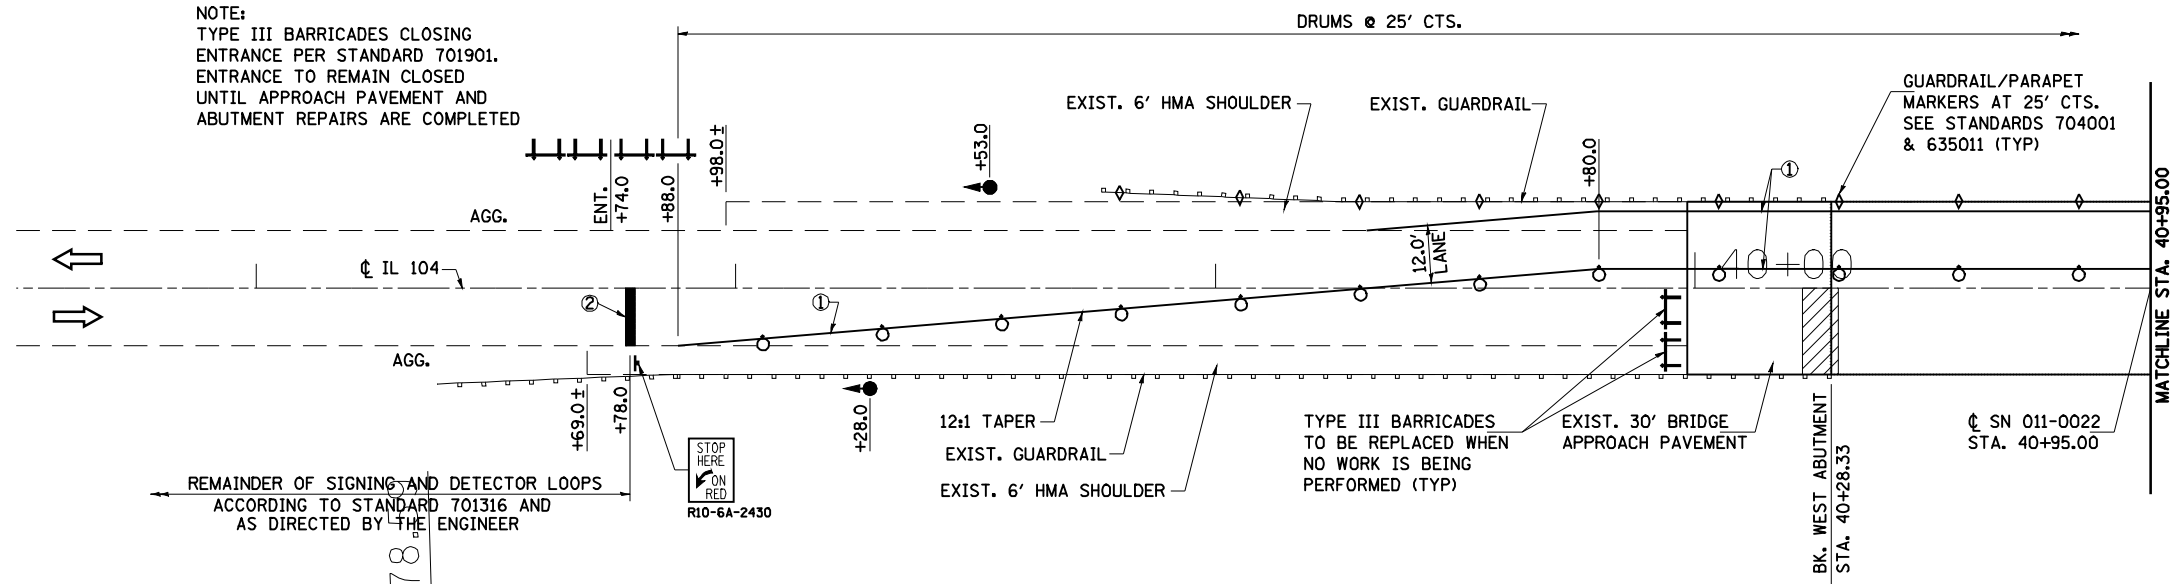 NOTE:
TYPE III BARRICADES CLOSING
ENTRANCE PER STANDARD 701901.
ENTRANCE TO REMAIN CLOSED
UNTIL APPROACH PAVEMENT AND
ABUTMENT REPAIRS ARE COMPLETED
DRUMS @ 25' CTS.
EXIST. 6' HMA SHOULDER
EXIST. GUARDRAIL
GUARDRAIL/PARAPET
MARKERS AT 25' CTS.
SEE STANDARDS 704001
& 635011 (TYP)
ENT.
+74.0
+88.0
+98.0±
+53.0
+80.0
1
AGG.
12.0'
LANE
℄ IL 104
40+00
2
1
AGG.
MATCHLINE STA. 40+95.00
+69.0±
+78.0
+28.0
12:1 TAPER
EXIST. GUARDRAIL
EXIST. 6' HMA SHOULDER
TYPE III BARRICADES
TO BE REPLACED WHEN
NO WORK IS BEING
PERFORMED (TYP)
EXIST. 30' BRIDGE
APPROACH PAVEMENT
BK. WEST ABUTMENT
STA. 40+28.33
℄ SN 011-0022
STA. 40+95.00
STOP
HERE
ON
RED
R10-6A-2430
REMAINDER OF SIGNING AND DETECTOR LOOPS
ACCORDING TO STANDARD 701316 AND
AS DIRECTED BY THE ENGINEER